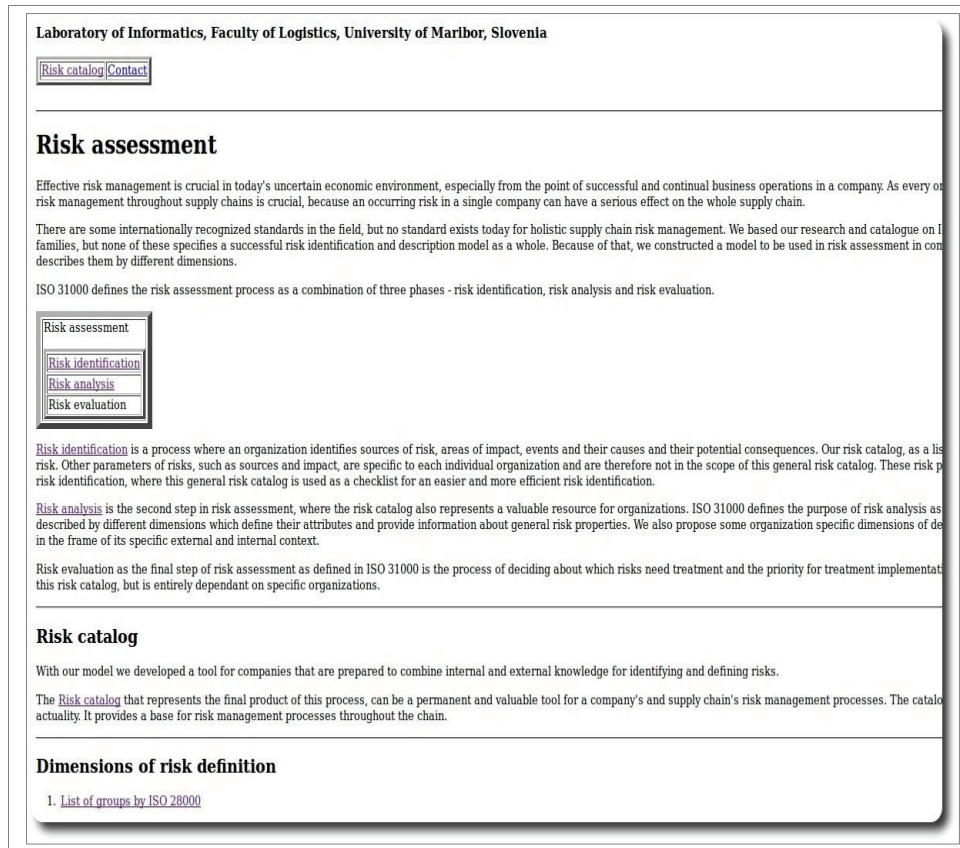 Laboratory of Informatics, Faculty of Logistics, University of Maribor, Slovenia
Risk catalog Contact
Risk assessment
Effective risk management is crucial in today's uncertain economic environment, especially from the point of successful and continual business operations in a company. As every
risk management throughout supply chains is crucial, because an occurring risk in a single company can have a serious effect on the whole supply chain.
There are some internationally recognized standards in the field, but no standard exists today for holistic supply chain risk management. We based our research and catalogue on
families, but none of these specifies a successful risk identification and description model as a whole. Because of that, we constructed a model to be used in risk assessment in
describes them by different dimensions.
ISO 31000 defines the risk assessment process as a combination of three phases - risk identification, risk analysis and risk evaluation.
Risk assessment
Risk identification
Risk analysis
Risk evaluation
Risk identification is a process where an organization identifies sources of risk, areas of impact, events and their causes and their potential consequences. Our risk catalog, as a
risk. Other parameters of risks, such as sources and impact, are specific to each individual organization and are therefore not in the scope of this general risk catalog. These risk
risk identification, where this general risk catalog is used as a checklist for an easier and more efficient risk identification.
Risk analysis is the second step in risk assessment, where the risk catalog also represents a valuable resource for organizations. ISO 31000 defines the purpose of risk analysis as
described by different dimensions which define their attributes and provide information about general risk properties. We also propose some organization specific dimensions of
in the frame of its specific external and internal context.
Risk evaluation as the final step of risk assessment as defined in ISO 31000 is the process of deciding about which risks need treatment and the priority for treatment
this risk catalog, but is entirely dependant on specific organizations.
Risk catalog
With our model we developed a tool for companies that are prepared to combine internal and external knowledge for identifying and defining risks.
The Risk catalog that represents the final product of this process, can be a permanent and valuable tool for a company's and supply chain's risk management processes. The
actuality. It provides a base for risk management processes throughout the chain.
Dimensions of risk definition
1. List of groups by ISO 28000